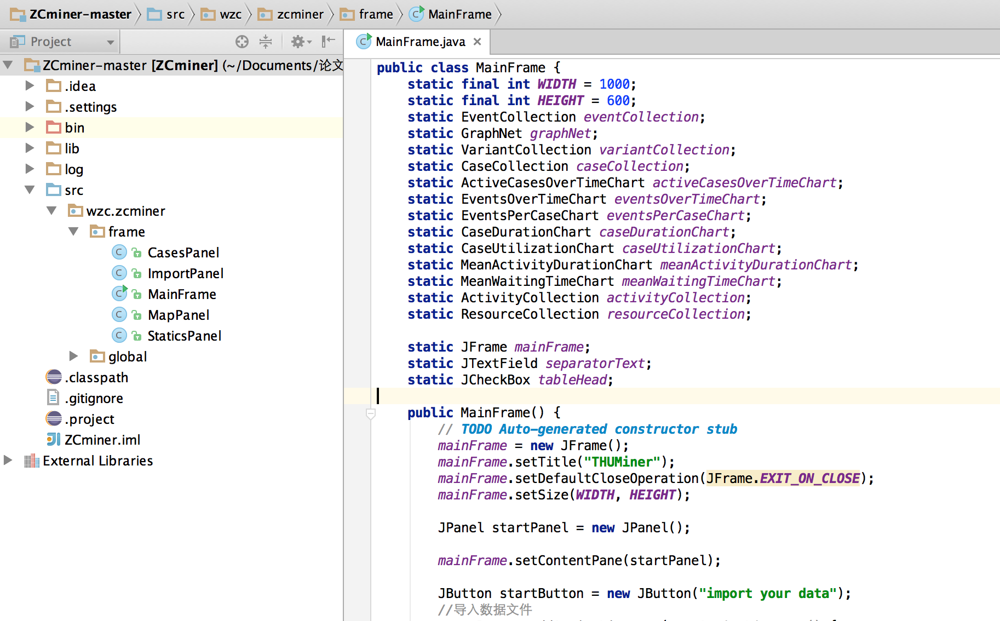 ZCminer-master src wzc zcminer frame MainFrame
Project
MainFrame.java
ZCminer-master [ZCminer] (~/Documents/论文
.idea
.settings
bin
lib
log
src
wzc.zcminer
frame
CasesPanel
ImportPanel
MainFrame
MapPanel
StaticsPanel
global
.classpath
.gitignore
.project
ZCminer.iml
External Libraries
public class MainFrame {
static final int WIDTH = 1000;
static final int HEIGHT = 600;
static EventCollection eventCollection;
static GraphNet graphNet;
static VariantCollection variantCollection;
static CaseCollection caseCollection;
static ActiveCasesOverTimeChart activeCasesOverTimeChart;
static EventsOverTimeChart eventsOverTimeChart;
static EventsPerCaseChart eventsPerCaseChart;
static CaseDurationChart caseDurationChart;
static CaseUtilizationChart caseUtilizationChart;
static MeanActivityDurationChart meanActivityDurationChart;
static MeanWaitingTimeChart meanWaitingTimeChart;
static ActivityCollection activityCollection;
static ResourceCollection resourceCollection;
static JFrame mainFrame;
static JTextField separatorText;
static JCheckBox tableHead;
public MainFrame() {
// TODO Auto-generated constructor stub
mainFrame = new JFrame();
mainFrame.setTitle("THUMiner");
mainFrame.setDefaultCloseOperation(JFrame.EXIT_ON_CLOSE);
mainFrame.setSize(WIDTH, HEIGHT);
JPanel startPanel = new JPanel();
mainFrame.setContentPane(startPanel);
JButton startButton = new JButton("import your data");
//导入数据文件